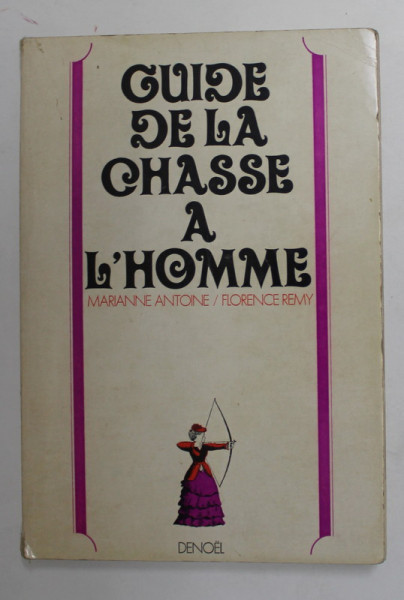 GUIDE
DE LA
CHASSE
A
L'HOMME
MARIANNE ANTOINE / FLORENCE REMY
DENOËL